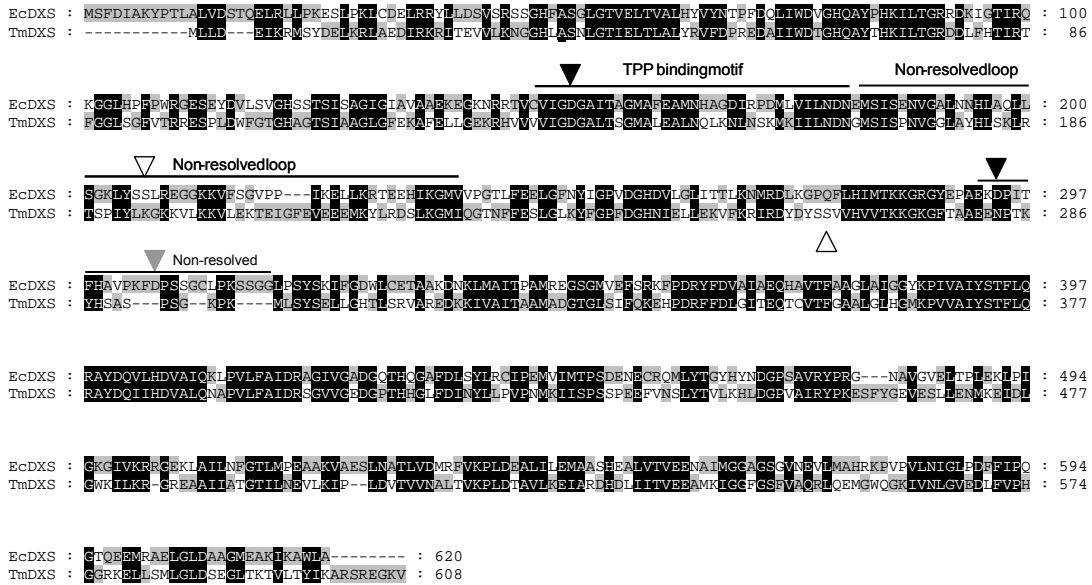 EcDXS : MSFDIAKYPTLALVDSTQELRLLPKESLPKLCDELRRYLLDSVSRSSGHFASGLGTVELTVALHYVYNTPFDQLIWDVGHQAYPHKILTGRRDKIGTIRQ : 100
TmDXS : -----------MLLD---EIKRMSYDELKRLAEDIRKRITEVVLKNGGHLASNLGTIELTLALYRVFDPREDAIIWDTGHQAYTHKILTGRDDLFHTIRT : 86
TPP bindingmotif Non-resolvedloop
EcDXS : KGGLHPFPWRGESEYDVLSVGHSSTSISAGIGIAVAAEKEGKNRRTVCVIGDGAITAGMAFEAMNHAGDIRPDMLVILNDNEMSISENVGALNNHLAQLL : 200
TmDXS : FGGLSGFVTRRESPLDWFGTGHAGTSIAAGLGFEKAFELLGEKRHVVVVIGDGALTSGMALEALNQLKNLNSKMKIILNDNGMSISPNVGGLAYHLSKLR : 186
Non-resolvedloop
EcDXS : SGKLYSSLREGGKKVFSGVPP---IKELLKRTEEHIKGMVVPGTLFEELGFNYIGPVDGHDVLGLITTLKNMRDLKGPQFLHIMTKKGRGYEPAEKDPIT : 297
TmDXS : TSPIYLKGKKVLKKVLEKTEIGFEVEEEMKYLRDSLKGMIQGTNFFESLGLKYFGPFDGHNIELLEKVFKRIRDYDYSSVVHVVTKKGKGFTAAEENPTK : 286
Non-resolved
EcDXS : FHAVPKFDPSSGCLPKSSGGLPSYSKIFGDWLCETAAKDNKLMAITPAMREGSGMVEFSRKFPDRYFDVAIAEQHAVTFAAGLAIGGYKPIVAIYSTFLQ : 397
TmDXS : YHSAS---PSG--KPK----MLSYSELLGHTLSRVAREDKKIVAITAAMADGTGLSIFQKEHPDRFFDLGITEQTCVTFGAALGLHGMKPVVAIYSTFLQ : 377
EcDXS : RAYDQVLHDVAIQKLPVLFAIDRAGIVGADGQTHQGAFDLSYLRCIPEMVIMTPSDENECRQMLYTGYHYNDGPSAVRYPRG---NAVGVELTPLEKLPI : 494
TmDXS : RAYDQIIHDVALQNAPVLFAIDRSGVVGEDGPTHHGLFDINYLLPVPNMKIISPSSPEEFVNSLYTVLKHLDGPVAIRYPKESFYGEVESLLENMKEIDL : 477
EcDXS : GKGIVKRRGEKLAILNFGTLMPEAAKVAESLNATLVDMRFVKPLDEALILEMAASHEALVTVEENAIMGGAGSGVNEVLMAHRKPVPVLNIGLPDFFIPQ : 594
TmDXS : GWKILKR-GREAAIIATGTILNEVLKIP--LDVTVVNALTVKPLDTAVLKEIARDHDLIITVEEAMKIGGFGSFVAQRLQEMGWQGKIVNLGVEDLFVPH : 574
EcDXS : GTQEEMRAELGLDAAGMEAKIKAWLA-------- : 620
TmDXS : GGRKELLSMLGLDSEGLTKTVLTYIKARSREGKV : 608